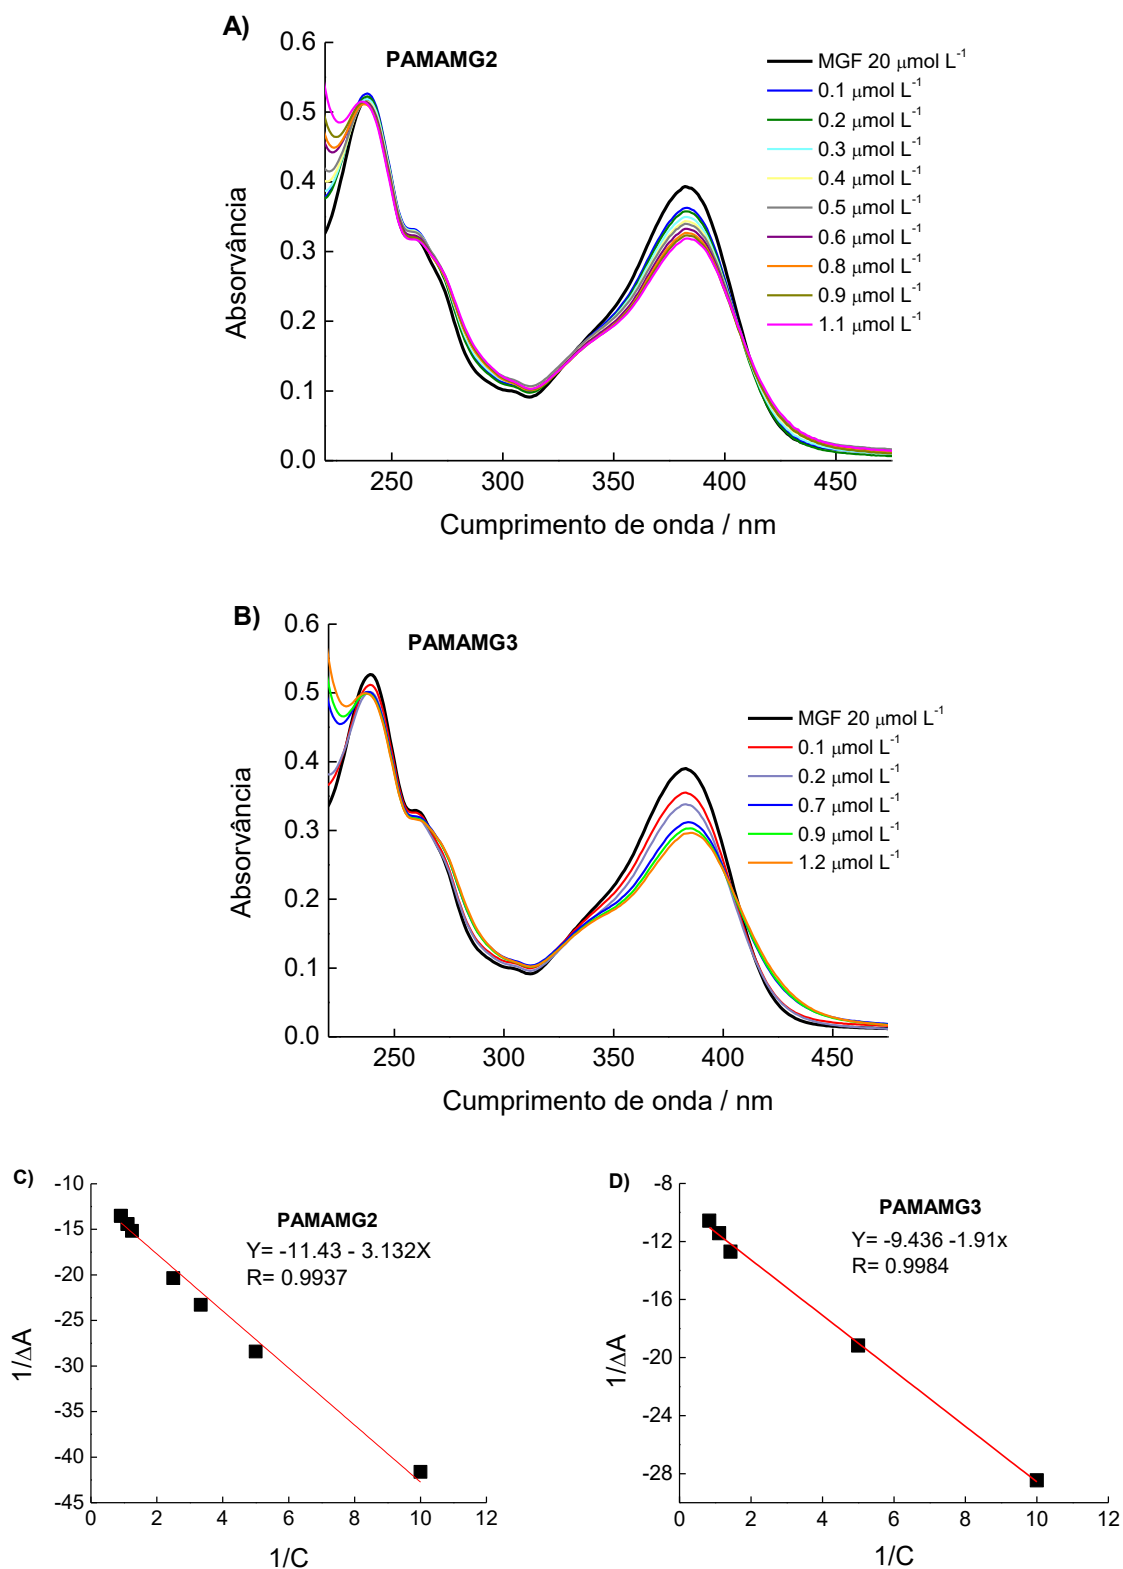 A)
PAMAMG2
0.6
0.5
0.4
0.3
0.2
0.1
0.0
Absorvância
250 300 350 400 450
Cumprimento de onda / nm
MGF 20 μmol L⁻¹
0.1 μmol L⁻¹
0.2 μmol L⁻¹
0.3 μmol L⁻¹
0.4 μmol L⁻¹
0.5 μmol L⁻¹
0.6 μmol L⁻¹
0.8 μmol L⁻¹
0.9 μmol L⁻¹
1.1 μmol L⁻¹
B)
PAMAMG3
0.6
0.5
0.4
0.3
0.2
0.1
0.0
Absorvância
250 300 350 400 450
Cumprimento de onda / nm
MGF 20 μmol L⁻¹
0.1 μmol L⁻¹
0.2 μmol L⁻¹
0.7 μmol L⁻¹
0.9 μmol L⁻¹
1.2 μmol L⁻¹
C)
PAMAMG2
Y= -11.43 - 3.132X
R= 0.9937
-10
-15
-20
-25
-30
-35
-40
-45
1/ΔA
0 2 4 6 8 10 12
1/C
D)
PAMAMG3
Y= -9.436 -1.91x
R= 0.9984
-8
-12
-16
-20
-24
-28
1/ΔA
0 2 4 6 8 10 12
1/C